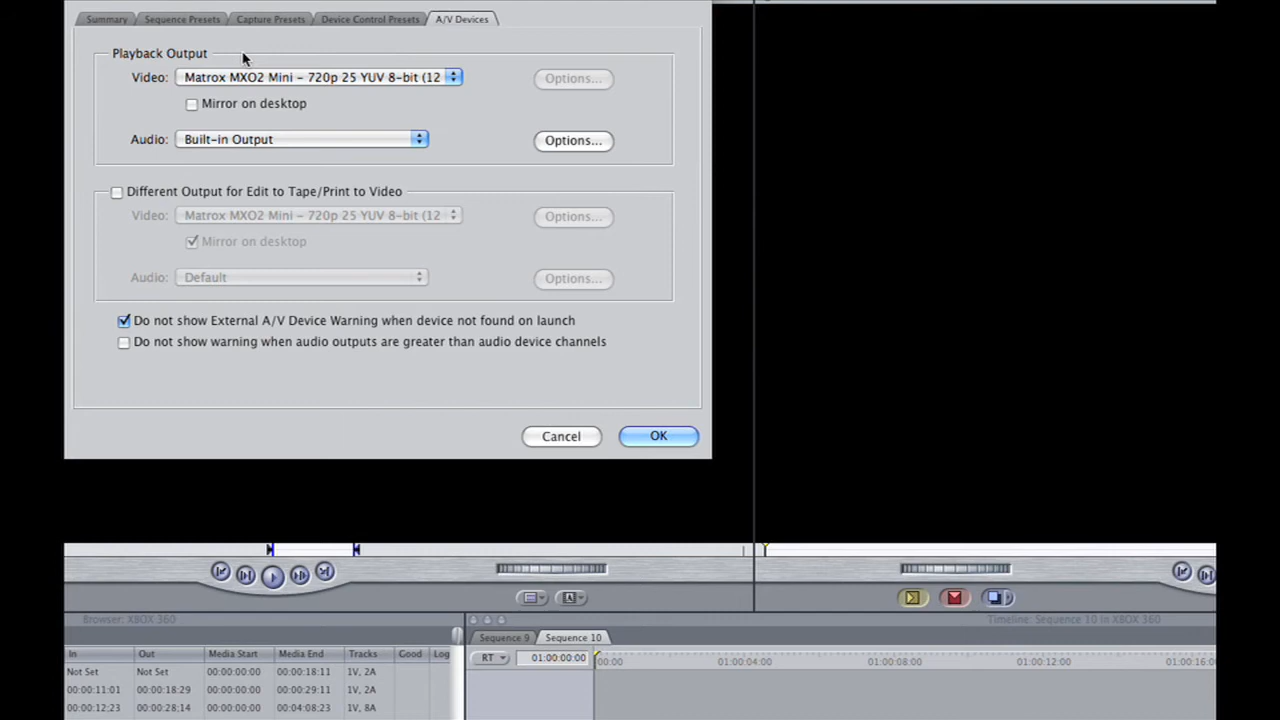 Summary Sequence Presets Capture Presets Device Control Presets A/V Devices
Playback Output
Video: Matrox MXO2 Mini – 720p 25 YUV 8-bit (12 Options...
Mirror on desktop
Audio: Built-in Output Options...
Different Output for Edit to Tape/Print to Video
Video: Matrox MXO2 Mini – 720p 25 YUV 8-bit (12 Options...
Mirror on desktop
Audio: Default Options...
Do not show External A/V Device Warning when device not found on launch
Do not show warning when audio outputs are greater than audio device channels
Cancel OK
Browser: XBOX 360 Timeline: Sequence 10 in XBOX 360
Sequence 9 Sequence 10
In Out Media Start Media End Tracks Good Log
RT 01:00:00:00 00:00 01:00:04:00 01:00:08:00 01:00:12:00 01:00:16:0
Not Set Not Set 00:00:00:00 00:00:18:11 1V, 2A
00:00:11:01 00:00:18:29 00:00:00:00 00:00:29:11 1V, 2A
00:00:12;23 00:00:28;14 00:00:00:00 00:04:08;23 1V, 8A